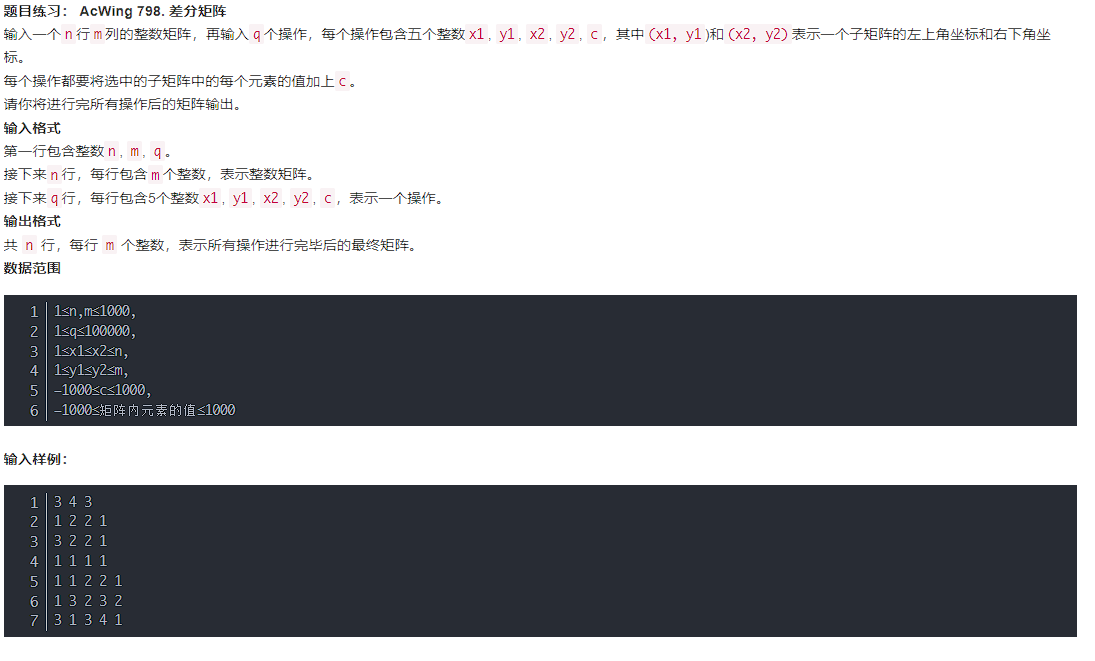 题目练习： AcWing 798. 差分矩阵
输入一个 n 行 m 列的整数矩阵，再输入 q 个操作，每个操作包含五个整数 x1, y1, x2, y2, c，其中 (x1, y1)和 (x2, y2) 表示一个子矩阵的左上角坐标和右下角坐
标。
每个操作都要将选中的子矩阵中的每个元素的值加上 c。
请你将进行完所有操作后的矩阵输出。
输入格式
第一行包含整数 n, m, q。
接下来 n 行，每行包含 m 个整数，表示整数矩阵。
接下来 q 行，每行包含5个整数 x1, y1, x2, y2, c，表示一个操作。
输出格式
共 n 行，每行 m 个整数，表示所有操作进行完毕后的最终矩阵。
数据范围
1 1≤n,m≤1000,
2 1≤q≤100000,
3 1≤x1≤x2≤n,
4 1≤y1≤y2≤m,
5 −1000≤c≤1000,
6 −1000≤矩阵内元素的值≤1000
输入样例：
1 3 4 3
2 1 2 2 1
3 3 2 2 1
4 1 1 1 1
5 1 1 2 2 1
6 1 3 2 3 2
7 3 1 3 4 1